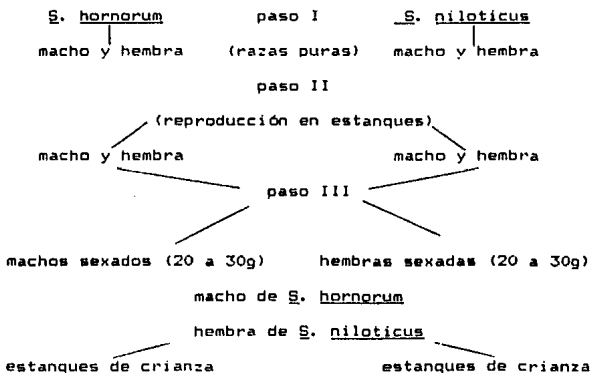 S. hornorum paso I S. niloticus
macho y hembra (razas puras) macho y hembra
paso II
(reproducción en estanques)
macho y hembra macho y hembra
paso III
machos sexados (20 a 30g) hembras sexadas (20 a 30g)
macho de S. hornorum
hembra de S. niloticus
estanques de crianza estanques de crianza